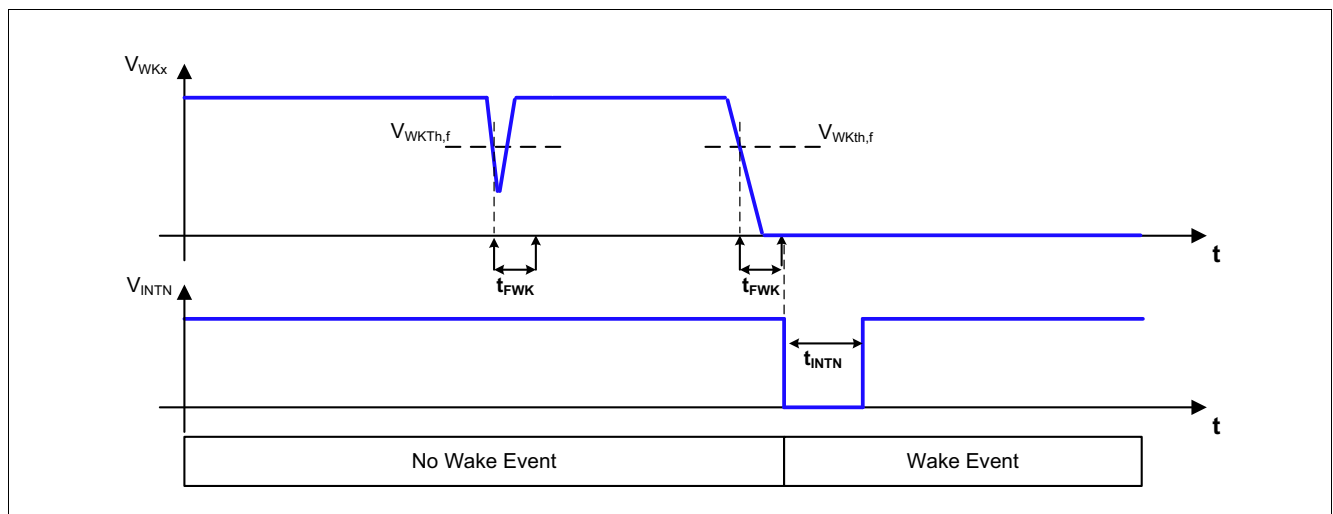 VWKx
VWKTh,f
VWKth,f
tFWK
tFWK
t
VINTN
tINTN
t
No Wake Event
Wake Event